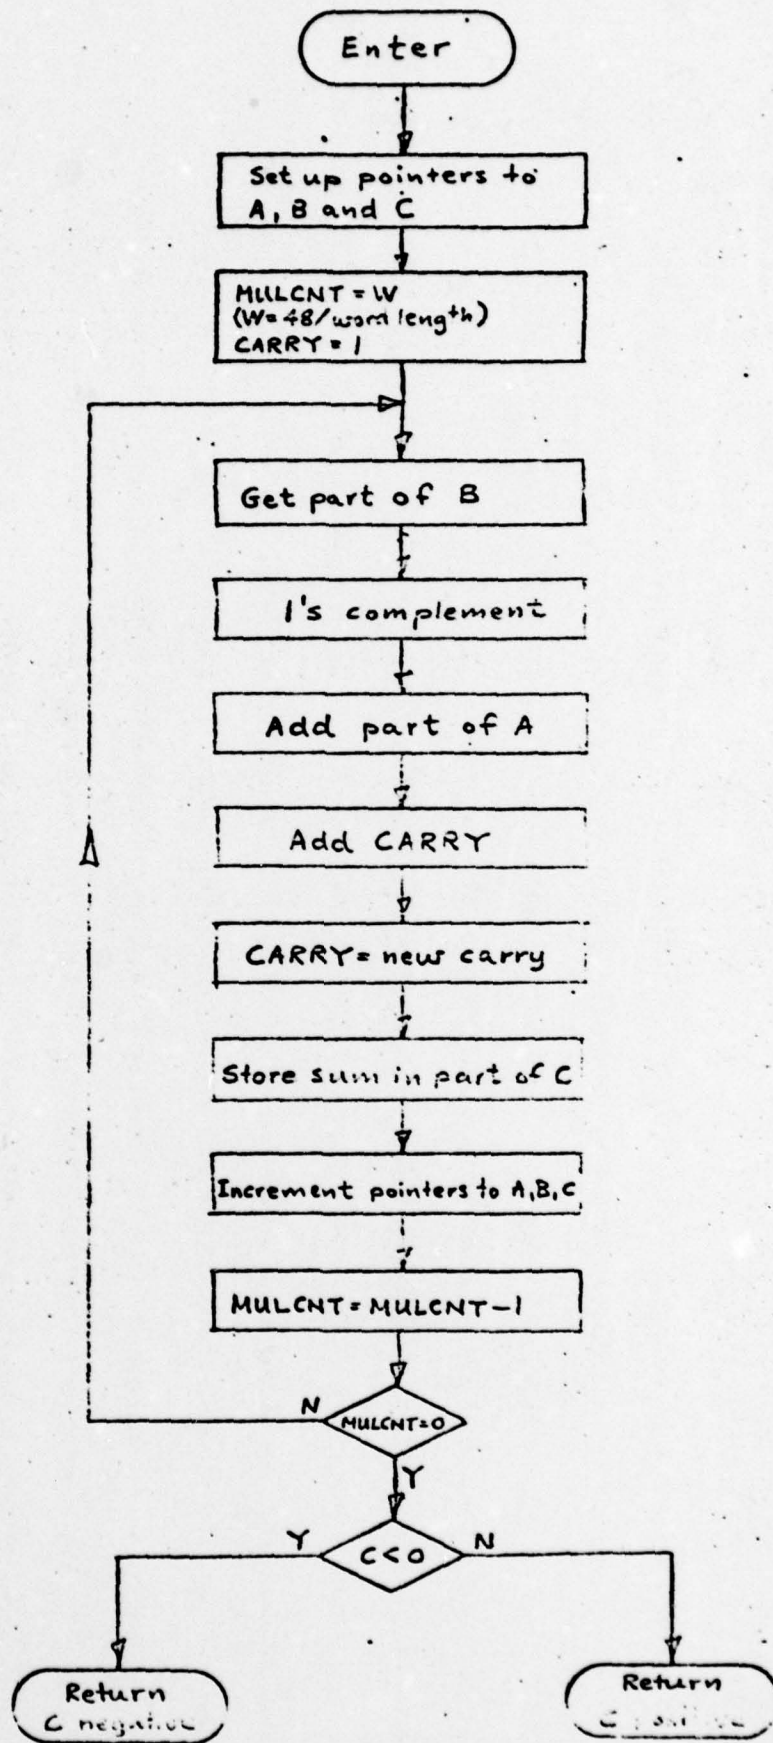 Enter
Set up pointers to
A, B and C
MULCNT = W
(W=48/word length)
CARRY = 1
Get part of B
1's complement
Add part of A
Add CARRY
CARRY = new carry
Store sum in part of C
Increment pointers to A,B,C
MULCNT = MULCNT-1
N
MULCNT=0
Y
Y
C<0
N
Return
C negative
Return
C positive